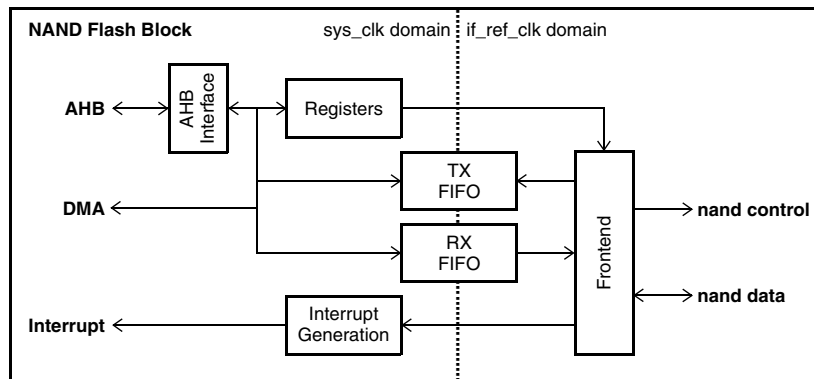 NAND Flash Block
sys_clk domain
if_ref_clk domain
AHB
AHB
Interface
Registers
TX
FIFO
DMA
RX
FIFO
Frontend
nand control
nand data
Interrupt
Interrupt
Generation